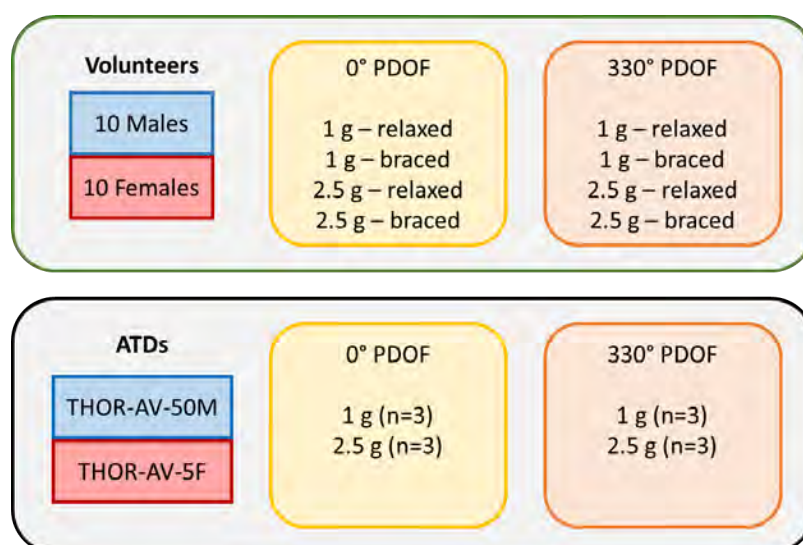 Volunteers
10 Males
10 Females
0° PDOF
1 g – relaxed
1 g – braced
2.5 g – relaxed
2.5 g – braced
330° PDOF
1 g – relaxed
1 g – braced
2.5 g – relaxed
2.5 g – braced
ATDs
THOR-AV-50M
THOR-AV-5F
0° PDOF
1 g (n=3)
2.5 g (n=3)
330° PDOF
1 g (n=3)
2.5 g (n=3)